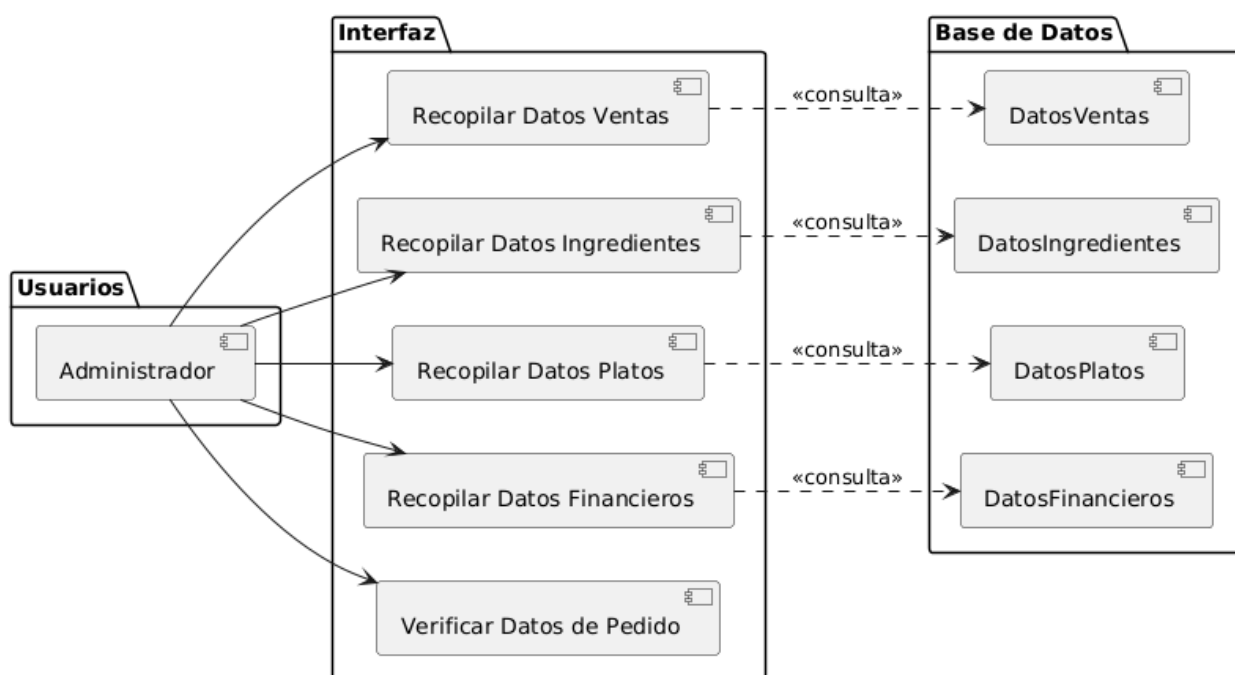 Interfaz
Base de Datos
Recopilar Datos Ventas
«consulta»
DatosVentas
Recopilar Datos Ingredientes
«consulta»
DatosIngredientes
Usuarios
Administrador
Recopilar Datos Platos
«consulta»
DatosPlatos
Recopilar Datos Financieros
«consulta»
DatosFinancieros
Verificar Datos de Pedido